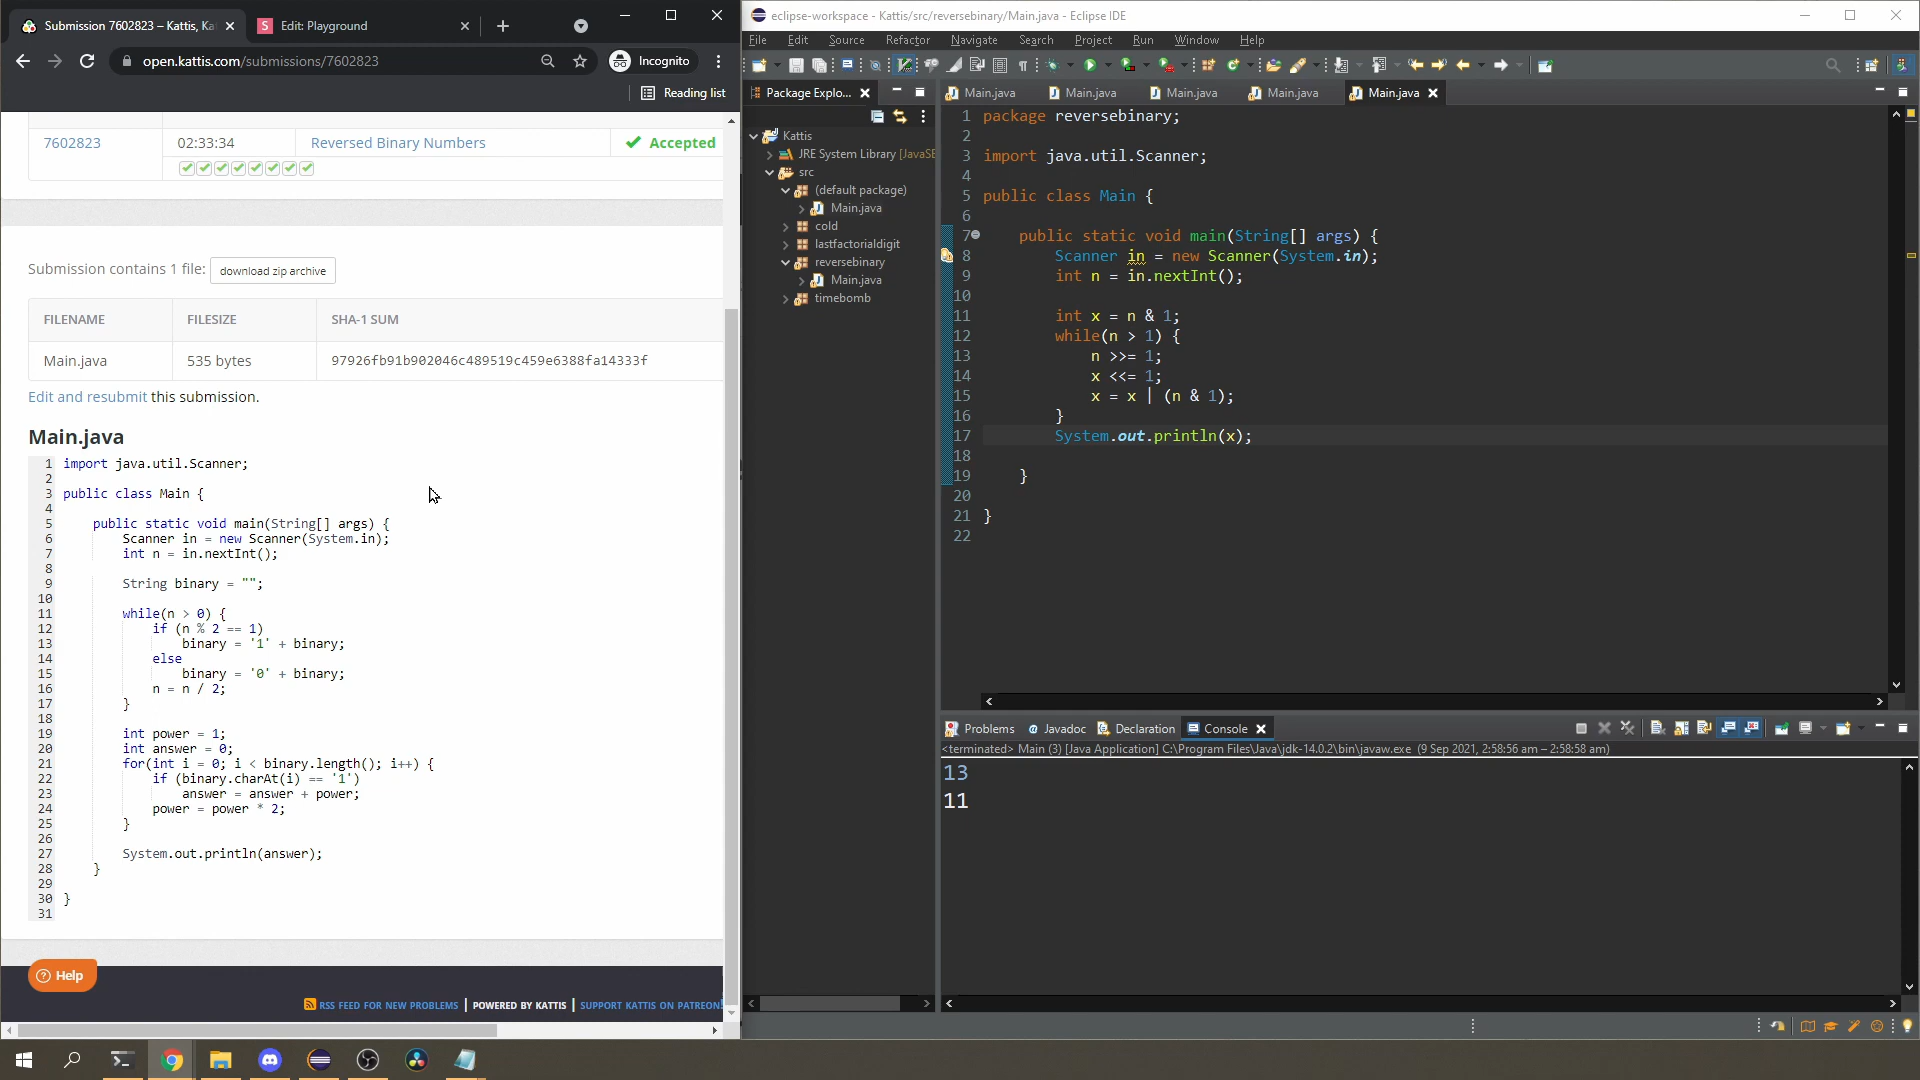 Submission 7602823 – Kattis, Ka
Edit: Playground
open.kattis.com/submissions/7602823
Incognito
Reading list
7602823
02:33:34
Reversed Binary Numbers
Accepted
Submission contains 1 file:
download zip archive
FILENAME
FILESIZE
SHA-1 SUM
Main.java
535 bytes
97926fb91b902046c489519c459e6388fa14333f
Edit and resubmit this submission.
Main.java
1 import java.util.Scanner;
2
3 public class Main {
4
5 public static void main(String[] args) {
6 Scanner in = new Scanner(System.in);
7 int n = in.nextInt();
8
9 String binary = "";
10
11 while(n > 0) {
12 if (n % 2 == 1)
13 binary = '1' + binary;
14 else
15 binary = '0' + binary;
16 n = n / 2;
17 }
18
19 int power = 1;
20 int answer = 0;
21 for(int i = 0; i < binary.length(); i++) {
22 if (binary.charAt(i) == '1')
23 answer = answer + power;
24 power = power * 2;
25 }
26
27 System.out.println(answer);
28 }
29
30 }
31
Help
RSS FEED FOR NEW PROBLEMS | POWERED BY KATTIS | SUPPORT KATTIS ON PATREON!
eclipse-workspace - Kattis/src/reversebinary/Main.java - Eclipse IDE
File Edit Source Refactor Navigate Search Project Run Window Help
Package Explo...
Main.java
Main.java
Main.java
Main.java
Main.java
Kattis
JRE System Library [JavaSE
src
(default package)
Main.java
cold
lastfactorialdigit
reversebinary
Main.java
timebomb
1 package reversebinary;
2
3 import java.util.Scanner;
4
5 public class Main {
6
7 public static void main(String[] args) {
8 Scanner in = new Scanner(System.in);
9 int n = in.nextInt();
10
11 int x = n & 1;
12 while(n > 1) {
13 n >>= 1;
14 x <<= 1;
15 x = x | (n & 1);
16 }
17 System.out.println(x);
18
19 }
20
21 }
22
Problems
@ Javadoc
Declaration
Console
<terminated> Main (3) [Java Application] C:\Program Files\Java\jdk-14.0.2\bin\javaw.exe (9 Sep 2021, 2:58:56 am – 2:58:58 am)
13
11